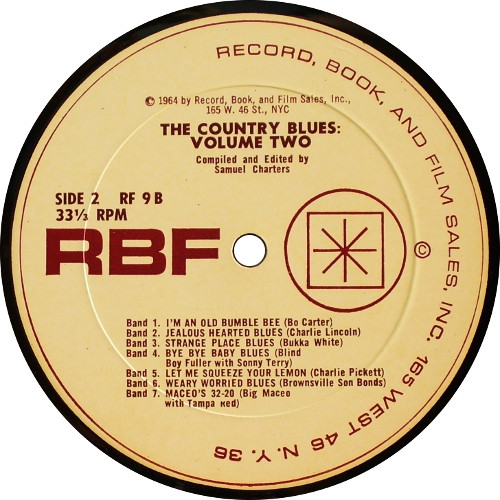 RECORD, BOOK, AND FILM SALES, INC. 165 WEST 46 N.Y. 36
© 1964 by Record, Book, and Film Sales, Inc.,
165 W. 46 St., NYC
THE COUNTRY BLUES:
VOLUME TWO
Compiled and Edited by
Samuel Charters
SIDE 2 RF 9 B
33⅓ RPM
RBF
©
Band 1. I'M AN OLD BUMBLE BEE (Bo Carter)
Band 2. JEALOUS HEARTED BLUES (Charlie Lincoln)
Band 3. STRANGE PLACE BLUES (Bukka White)
Band 4. BYE BYE BABY BLUES (Blind
Boy Fuller with Sonny Terry)
Band 5. LET ME SQUEEZE YOUR LEMON (Charlie Pickett)
Band 6. WEARY WORRIED BLUES (Brownsville Son Bonds)
Band 7. MACEO'S 32-20 (Big Maceo
with Tampa Red)